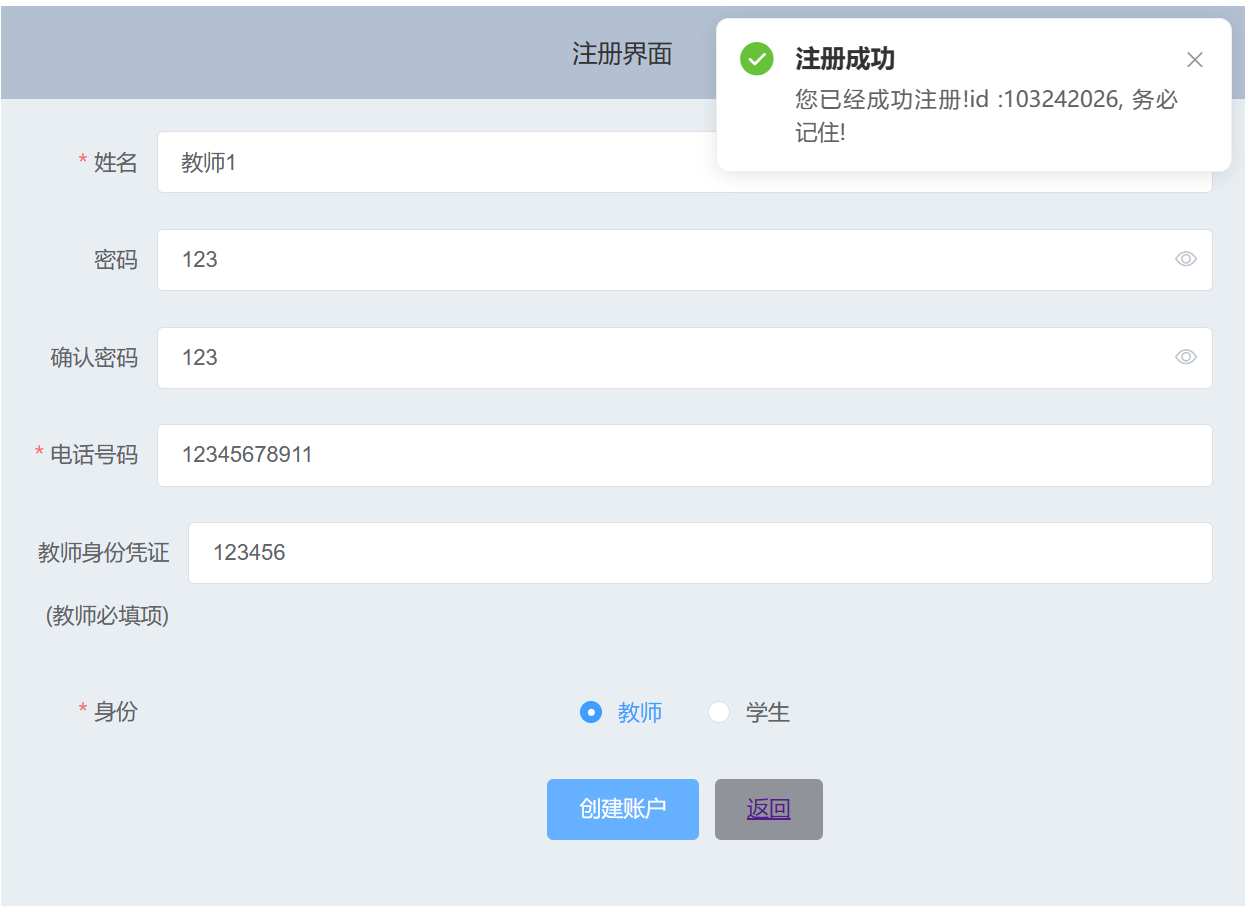 注册界面
注册成功
您已经成功注册!id :103242026, 务必
记住!
* 姓名 教师1
密码 123
确认密码 123
* 电话号码 12345678911
教师身份凭证 123456
(教师必填项)
* 身份 教师 学生
创建账户 返回